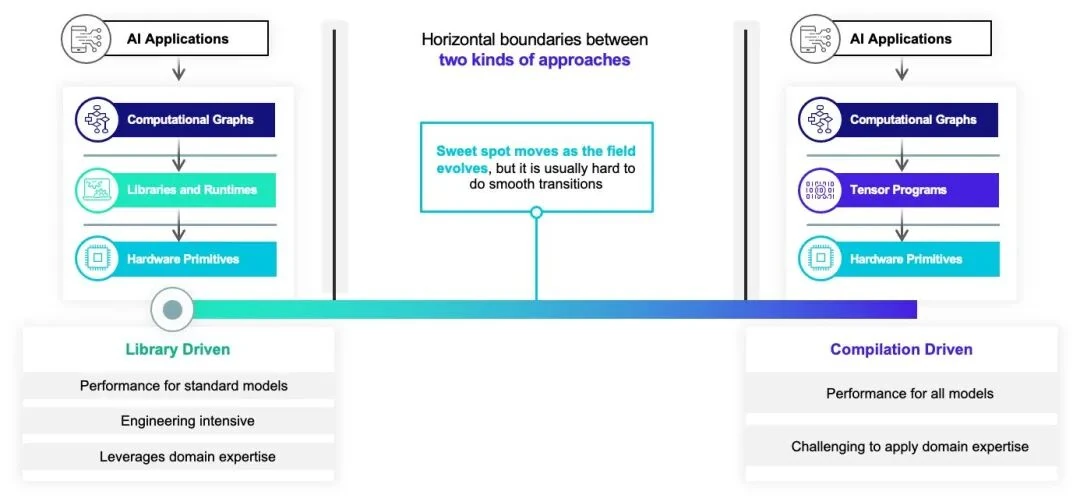 AI Applications
Computational Graphs
Libraries and Runtimes
Hardware Primitives
Library Driven
Performance for standard models
Engineering intensive
Leverages domain expertise
Horizontal boundaries between
two kinds of approaches
Sweet spot moves as the field
evolves, but it is usually hard to
do smooth transitions
AI Applications
Computational Graphs
Tensor Programs
Hardware Primitives
Compilation Driven
Performance for all models
Challenging to apply domain expertise